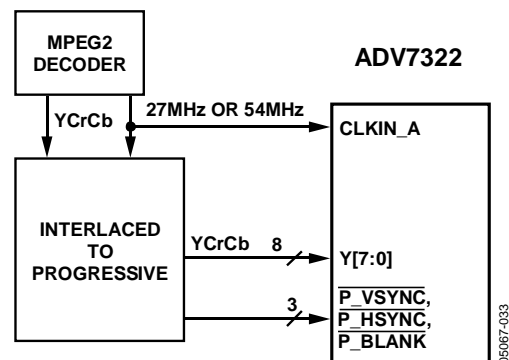 MPEG2
DECODER
ADV7322
YCrCb
27MHz OR 54MHz
CLKIN_A
INTERLACED
TO
PROGRESSIVE
YCrCb 8
Y[7:0]
3
P_VSYNC,
P_HSYNC,
P_BLANK
05067-033